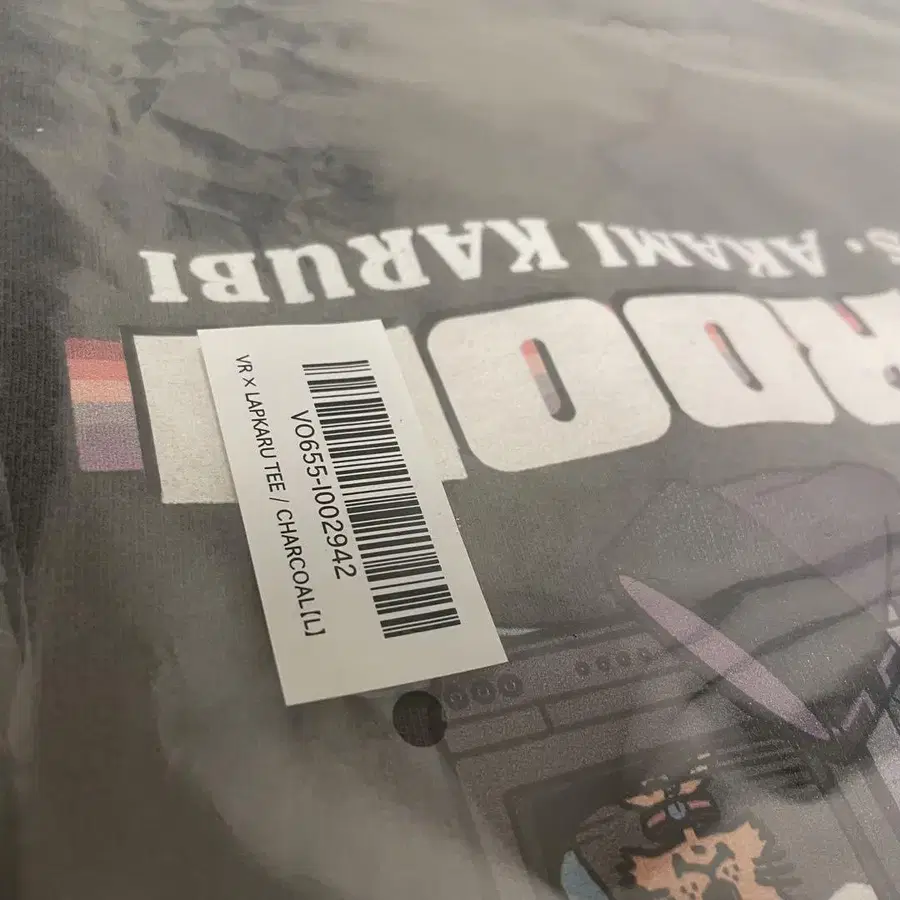 S. AKAMI KARUBI
VR X LAPKARU TEE / CHARCOAL [L]
VO655-I002942